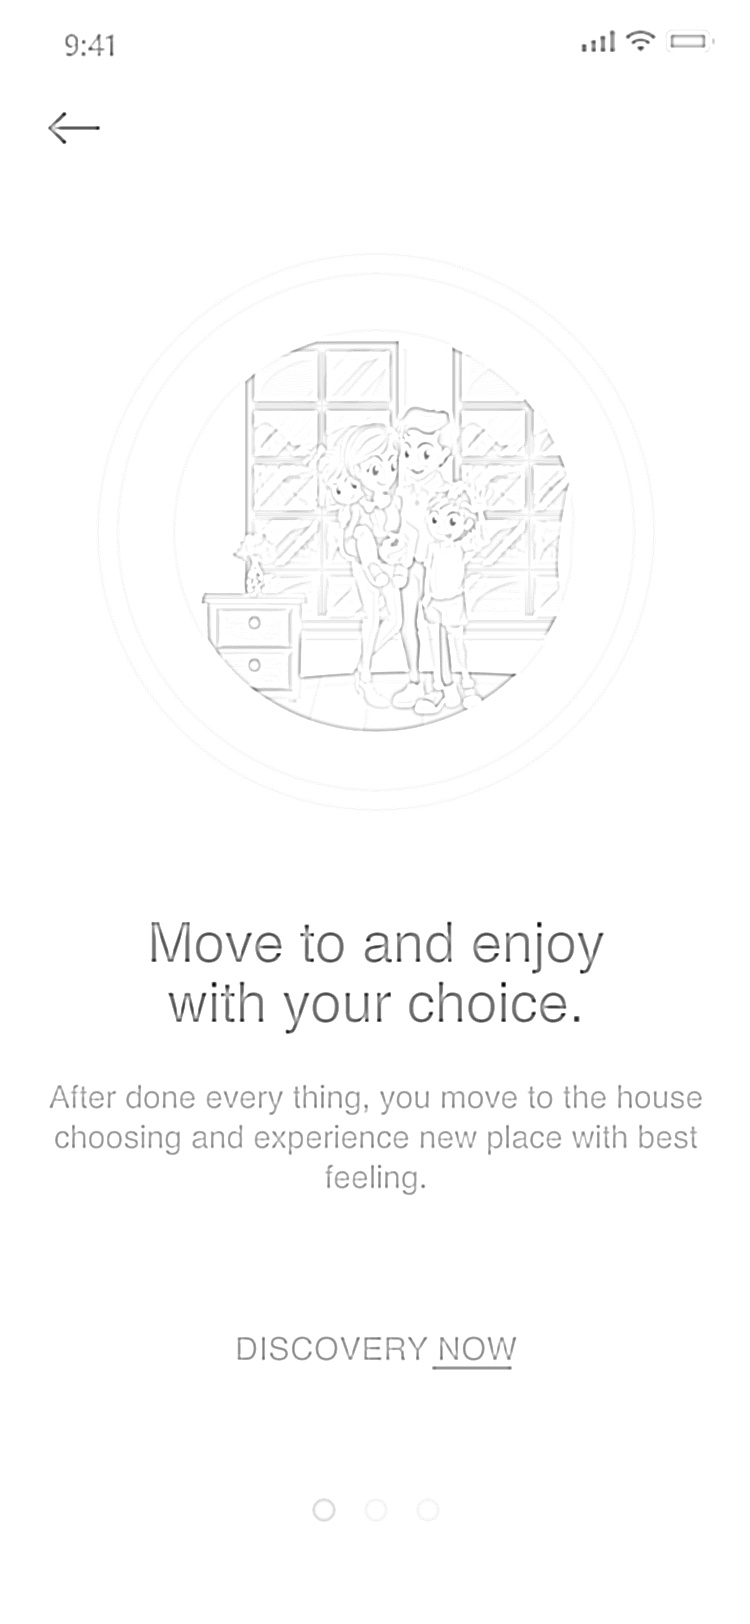 9:41
Move to and enjoy
with your choice.
After done every thing, you move to the house
choosing and experience new place with best
feeling.
DISCOVERY NOW